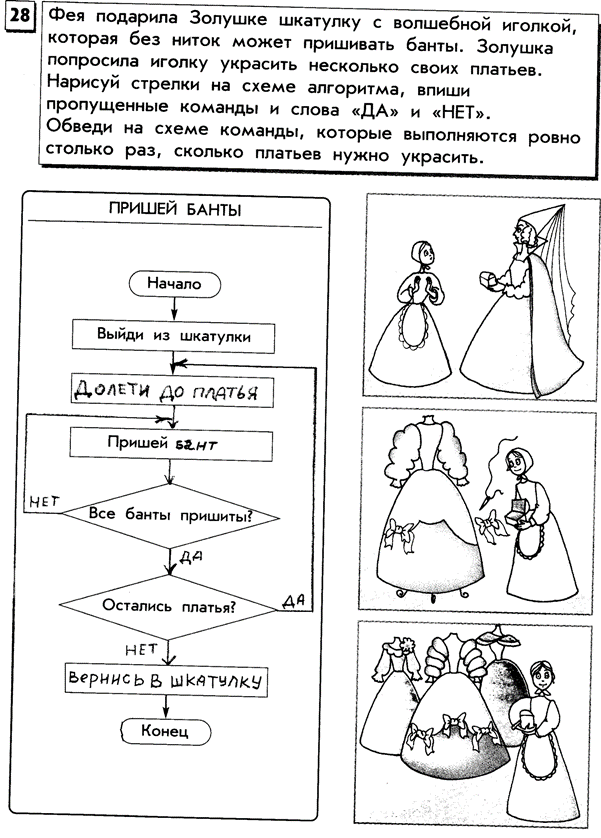 28
Фея подарила Золушке шкатулку с волшебной иголкой,
которая без ниток может пришивать банты. Золушка
попросила иголку украсить несколько своих платьев.
Нарисуй стрелки на схеме алгоритма, впиши
пропущенные команды и слова «ДА» и «НЕТ».
Обведи на схеме команды, которые выполняются ровно
столько раз, сколько платьев нужно украсить.
ПРИШЕЙ БАНТЫ
Начало
Выйди из шкатулки
ДОЛЕТИ ДО ПЛАТЬЯ
Пришей БАНТ
НЕТ
Все банты пришиты?
ДА
Остались платья?
ДА
НЕТ
ВЕРНИСЬ В ШКАТУЛКУ
Конец